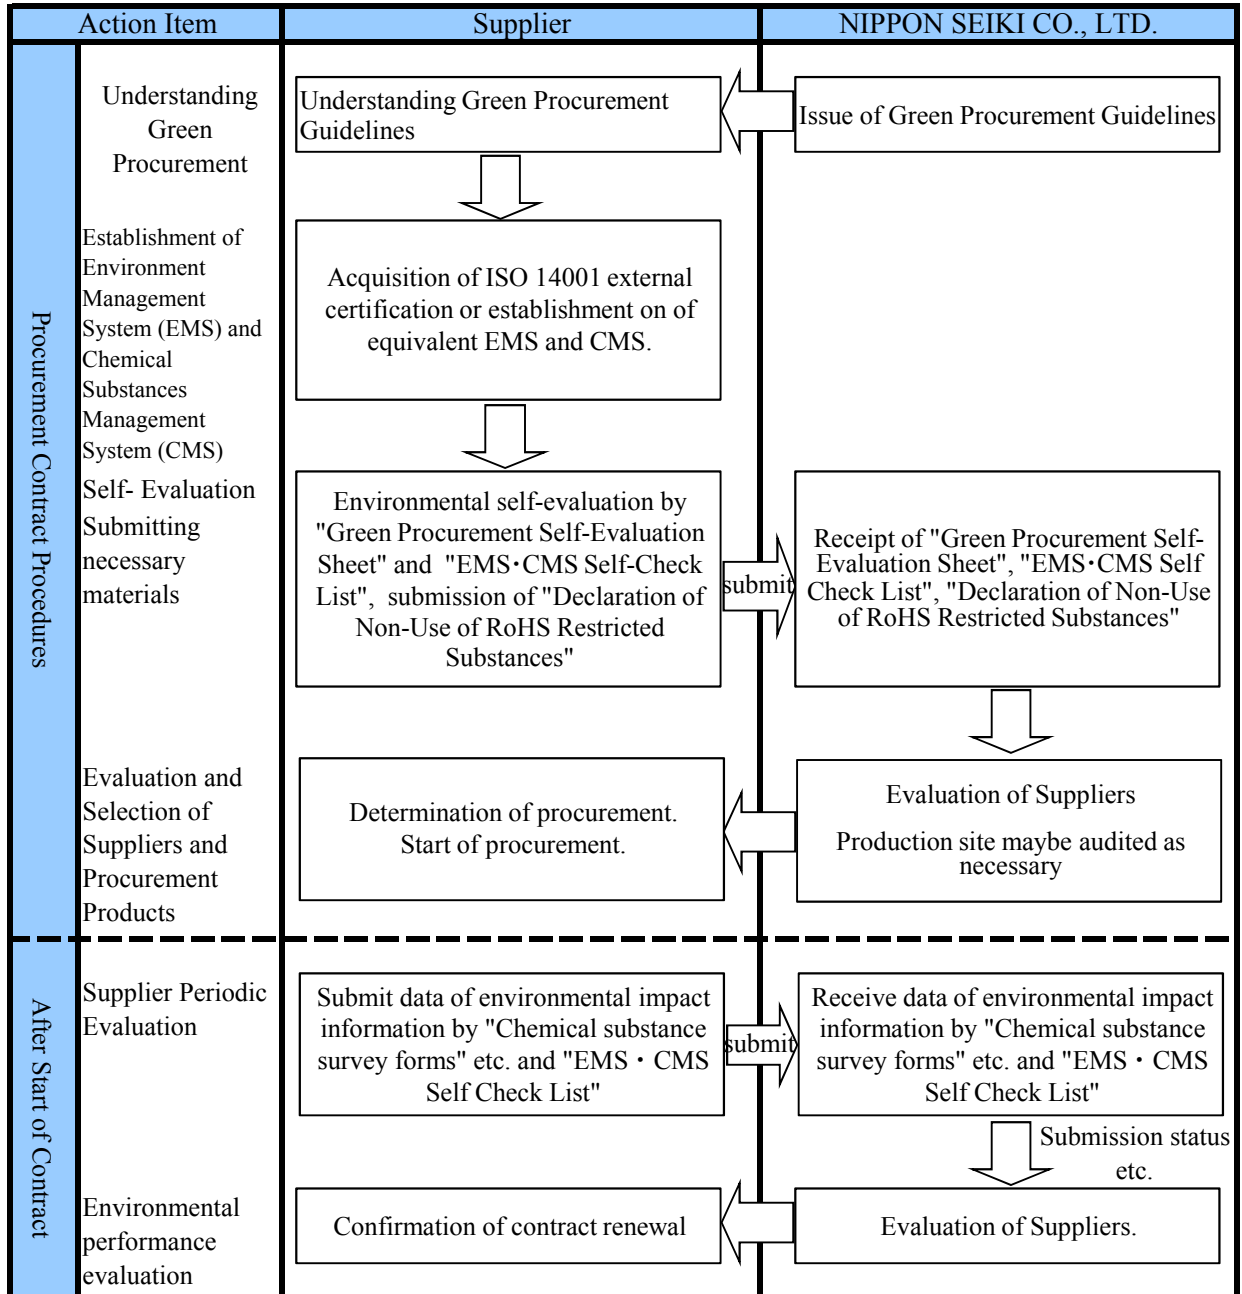 Action Item
Supplier
NIPPON SEIKI CO., LTD.
Procurement Contract Procedures
Understanding
Green
Procurement
Understanding Green Procurement
Guidelines
Issue of Green Procurement Guidelines
Establishment of
Environment
Management
System (EMS) and
Chemical
Substances
Management
System (CMS)
Acquisition of ISO 14001 external
certification or establishment on of
equivalent EMS and CMS.
Self- Evaluation
Submitting
necessary
materials
Environmental self-evaluation by
"Green Procurement Self-Evaluation
Sheet" and "EMS･CMS Self-Check
List", submission of "Declaration of
Non-Use of RoHS Restricted
Substances"
submit
Receipt of "Green Procurement Self-
Evaluation Sheet", "EMS･CMS Self
Check List", "Declaration of Non-Use
of RoHS Restricted Substances"
Evaluation and
Selection of
Suppliers and
Procurement
Products
Determination of procurement.
Start of procurement.
Evaluation of Suppliers
Production site maybe audited as
necessary
After Start of Contract
Supplier Periodic
Evaluation
Submit data of environmental impact
information by "Chemical substance
survey forms" etc. and "EMS・CMS
Self Check List"
submit
Receive data of environmental impact
information by "Chemical substance
survey forms" etc. and "EMS・CMS
Self Check List"
Submission status
etc.
Environmental
performance
evaluation
Confirmation of contract renewal
Evaluation of Suppliers.